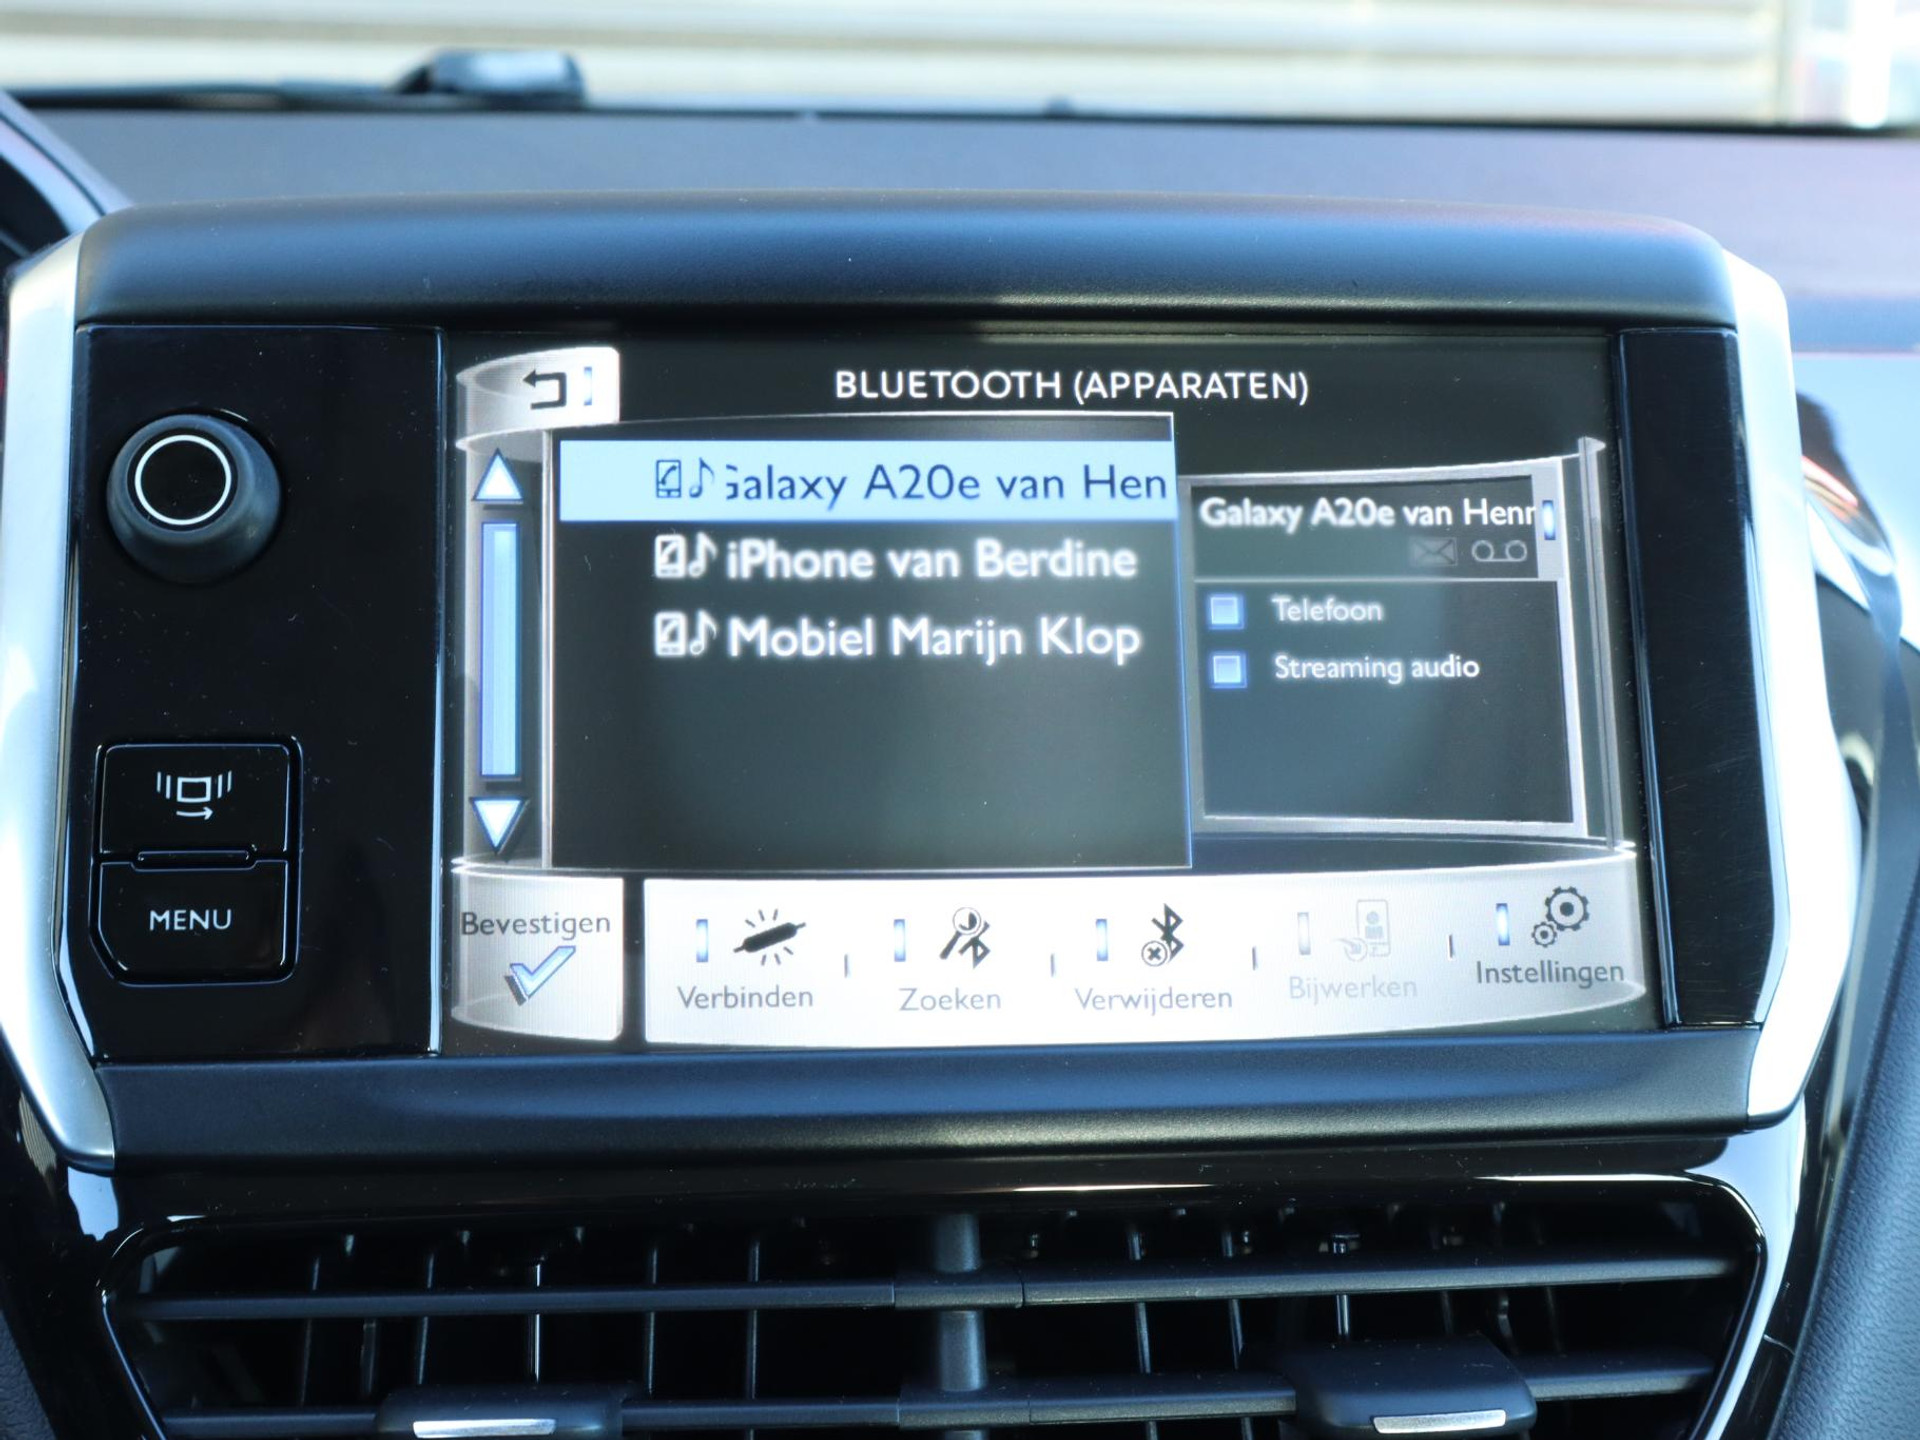 BLUETOOTH (APPARATEN)
Galaxy A20e van Hen
iPhone van Berdine
Mobiel Marijn Klop
Galaxy A20e van Henr
Telefoon
Streaming audio
MENU
Bevestigen
Verbinden
Zoeken
Verwijderen
Bijwerken
Instellingen